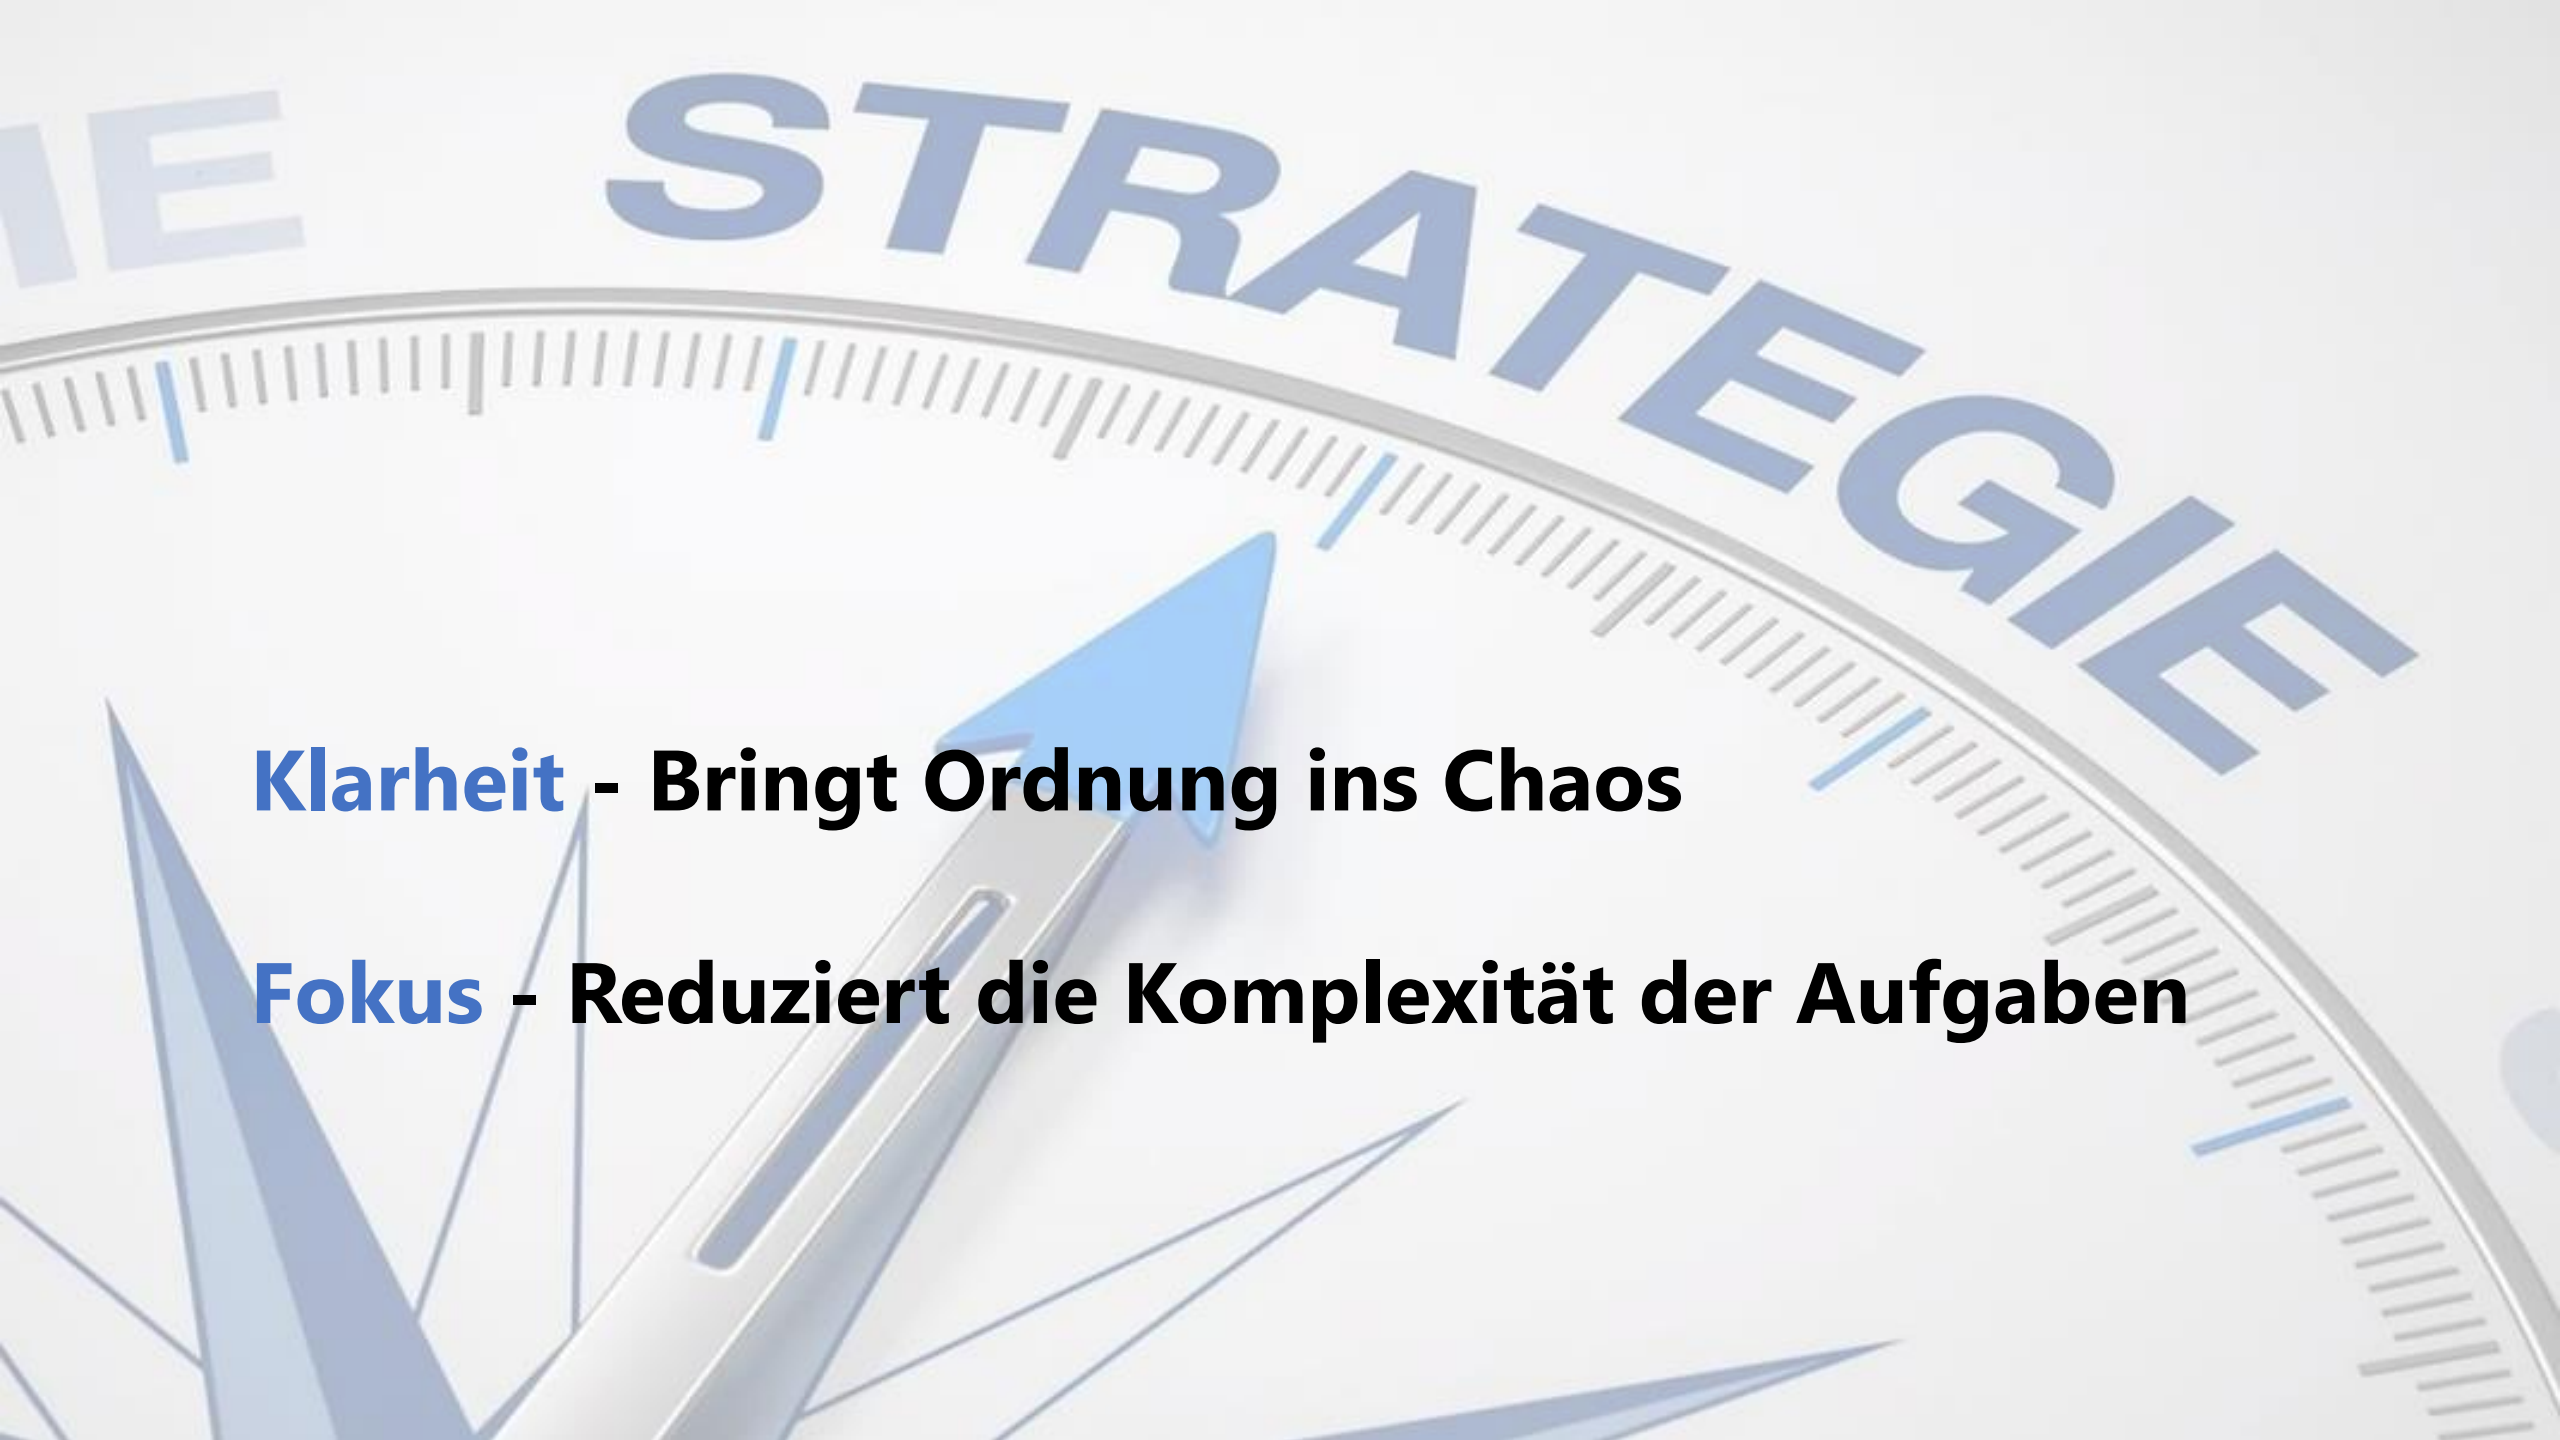 STRATEGIE
Klarheit - Bringt Ordnung ins Chaos
Fokus - Reduziert die Komplexität der Aufgaben